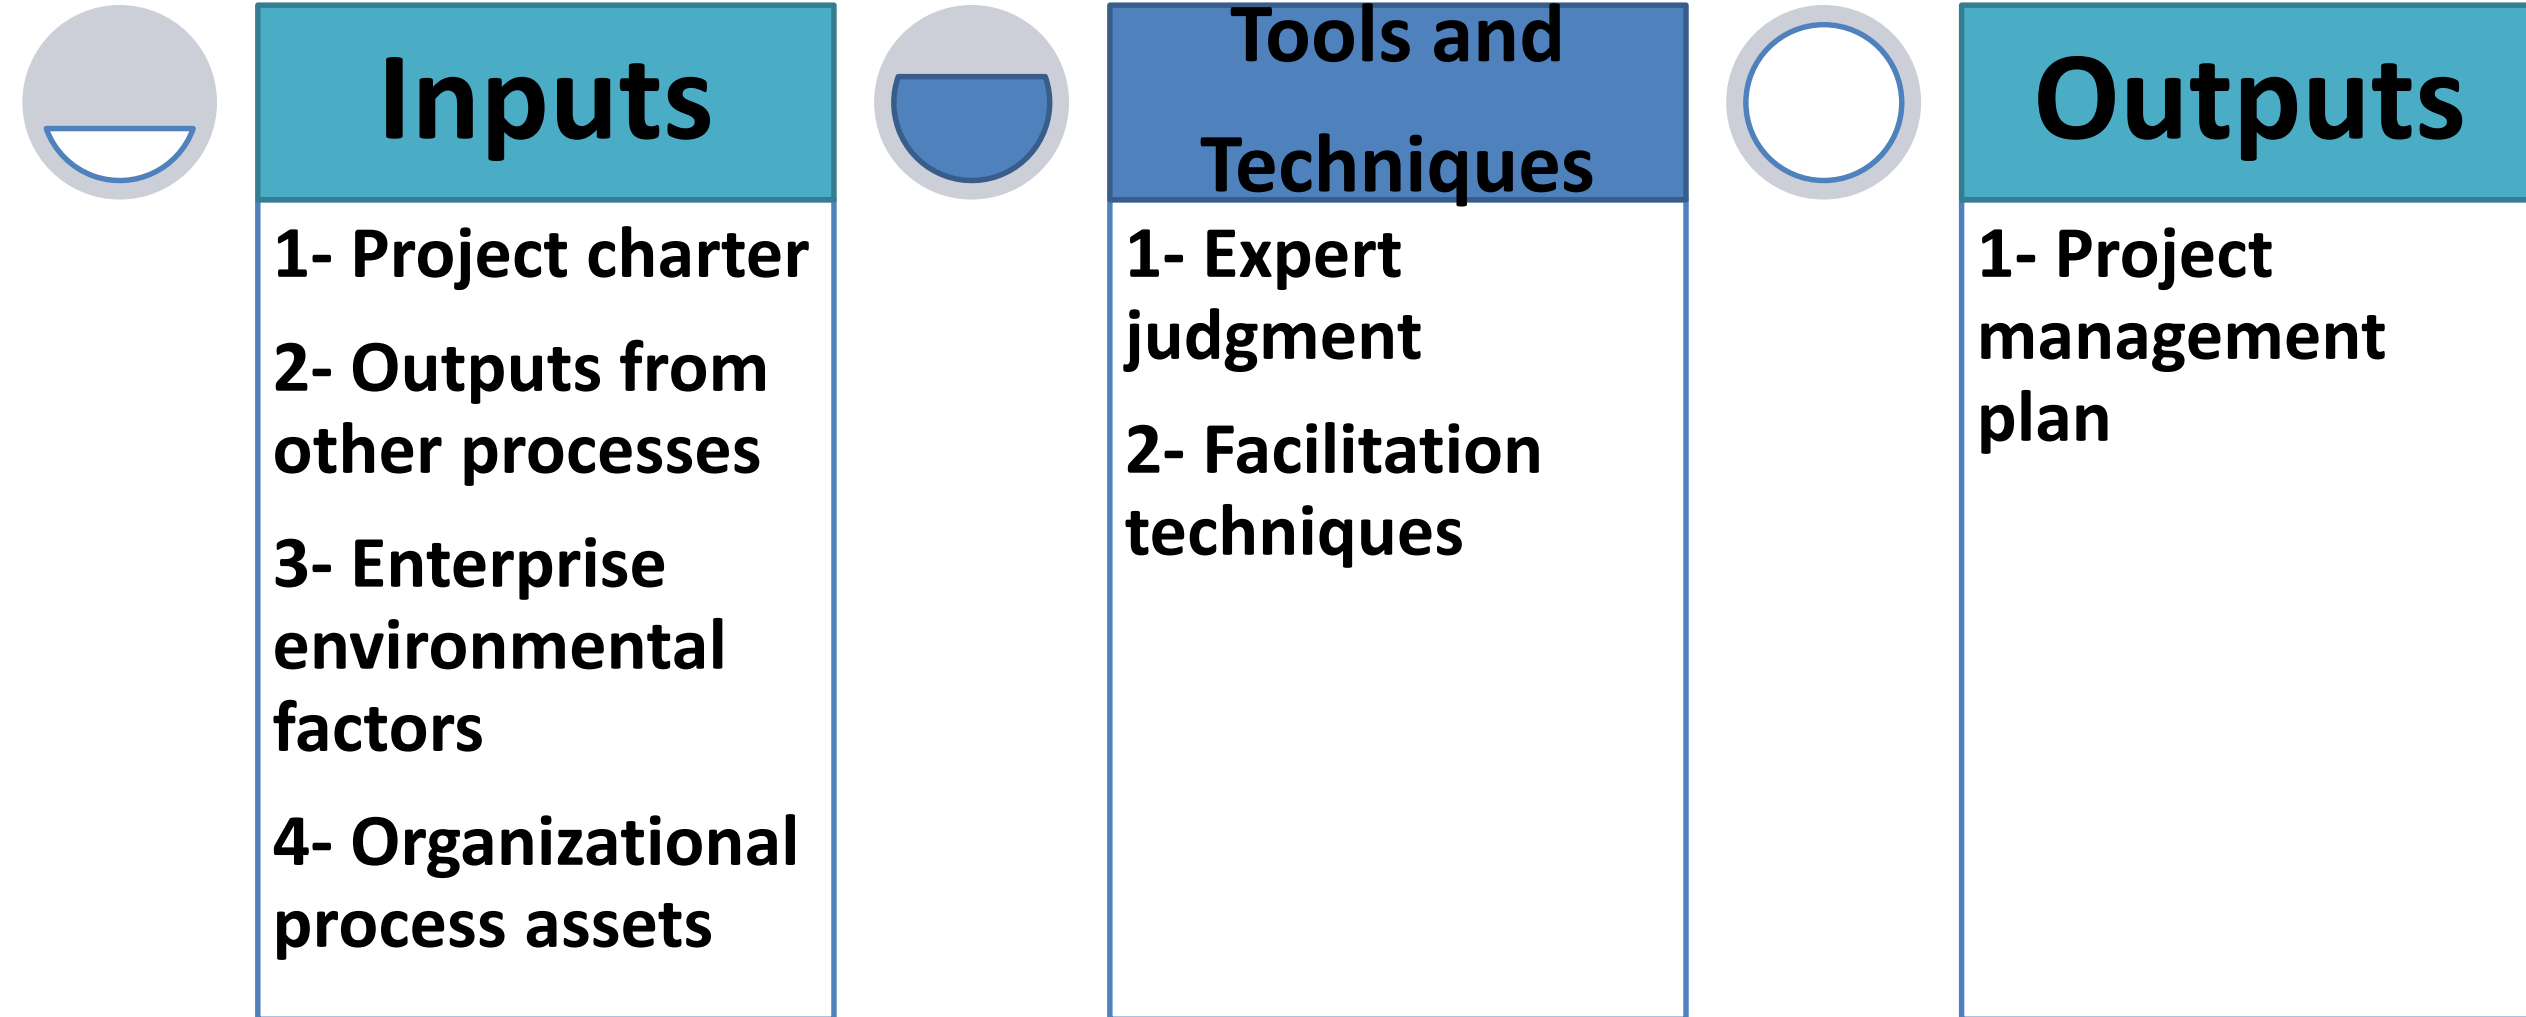 Inputs
1- Project charter
2- Outputs from
other processes
3- Enterprise
environmental
factors
4- Organizational
process assets
Tools and
Techniques
1- Expert
judgment
2- Facilitation
techniques
Outputs
1- Project
management
plan